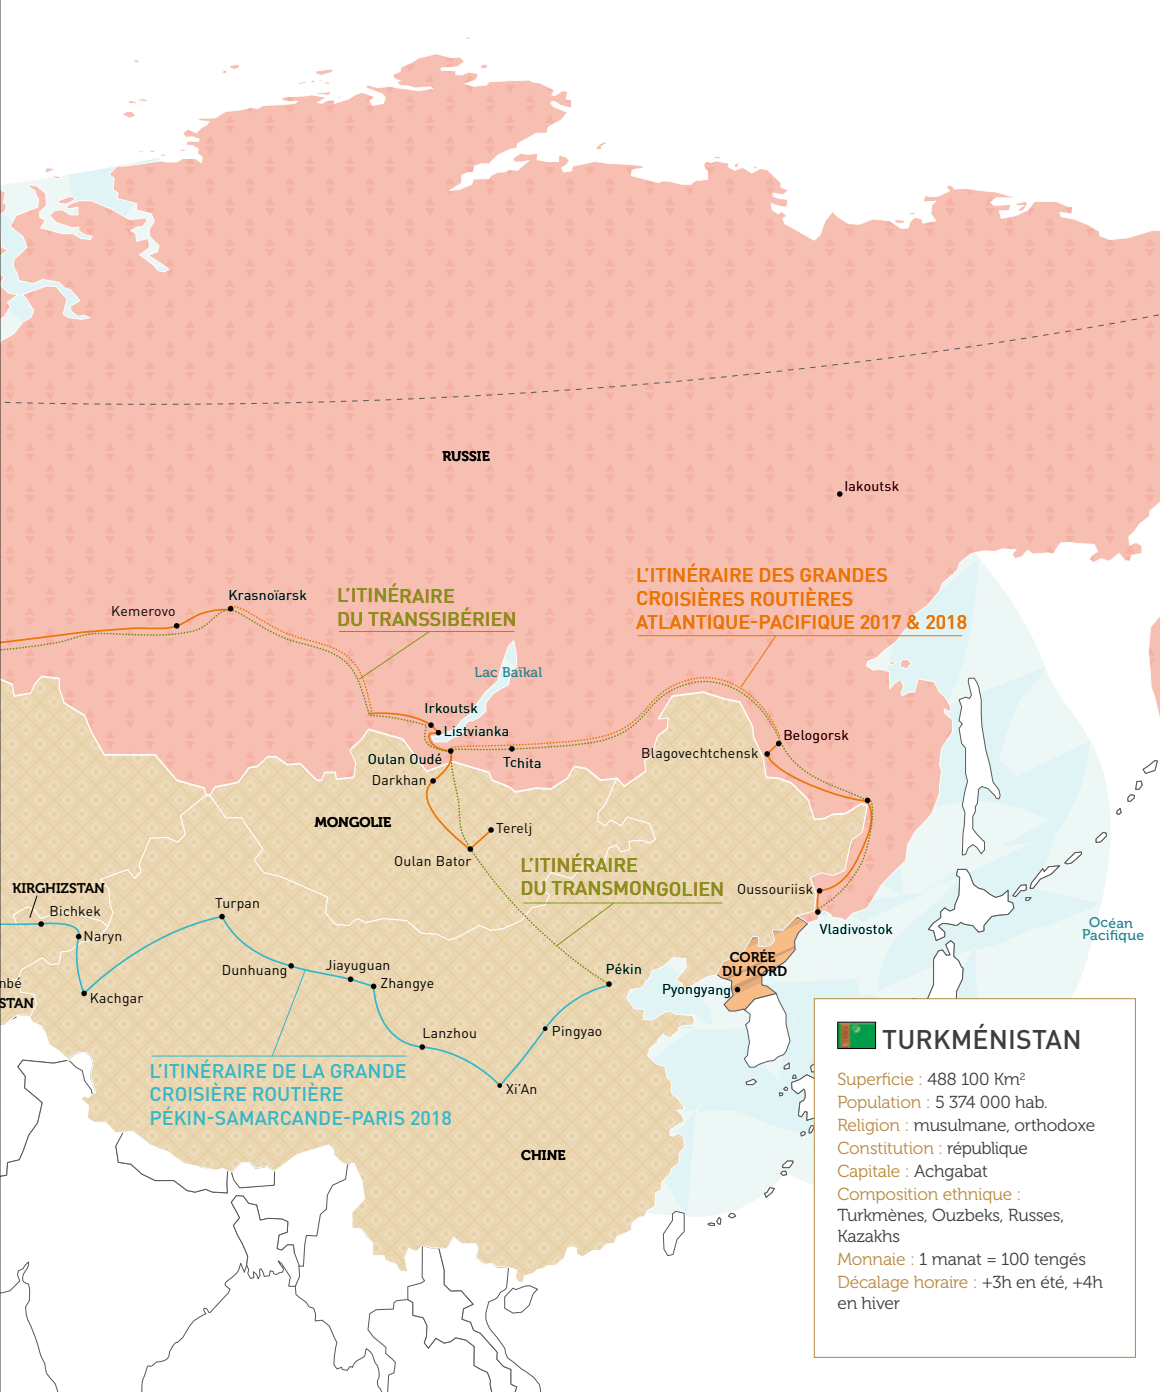 RUSSIE
Iakoutsk
L'ITINÉRAIRE DES GRANDES
CROISIÈRES ROUTIÈRES
ATLANTIQUE-PACIFIQUE 2017 & 2018
Krasnoïarsk
Kemerovo
L'ITINÉRAIRE
DU TRANSSIBÉRIEN
Lac Baïkal
Irkoutsk
Listvianka
Oulan Oudé
Tchita
Belogorsk
Blagovechtchensk
Darkhan
MONGOLIE
Terelj
Oulan Bator
L'ITINÉRAIRE
DU TRANSMONGOLIEN
Oussouriisk
Vladivostok
KIRGHIZSTAN
Bichkek
Naryn
Turpan
Océan
Pacifique
CORÉE
DU NORD
Pyongyang
Dunhuang
Jiayuguan
Zhangye
Pékin
nbé
STAN
Kachgar
Lanzhou
Pingyao
Xi'An
L'ITINÉRAIRE DE LA GRANDE
CROISIÈRE ROUTIÈRE
PÉKIN-SAMARCANDE-PARIS 2018
CHINE
TURKMÉNISTAN
Superficie : 488 100 Km²
Population : 5 374 000 hab.
Religion : musulmane, orthodoxe
Constitution : république
Capitale : Achgabat
Composition ethnique :
Turkmènes, Ouzbeks, Russes,
Kazakhs
Monnaie : 1 manat = 100 tengés
Décalage horaire : +3h en été, +4h
en hiver